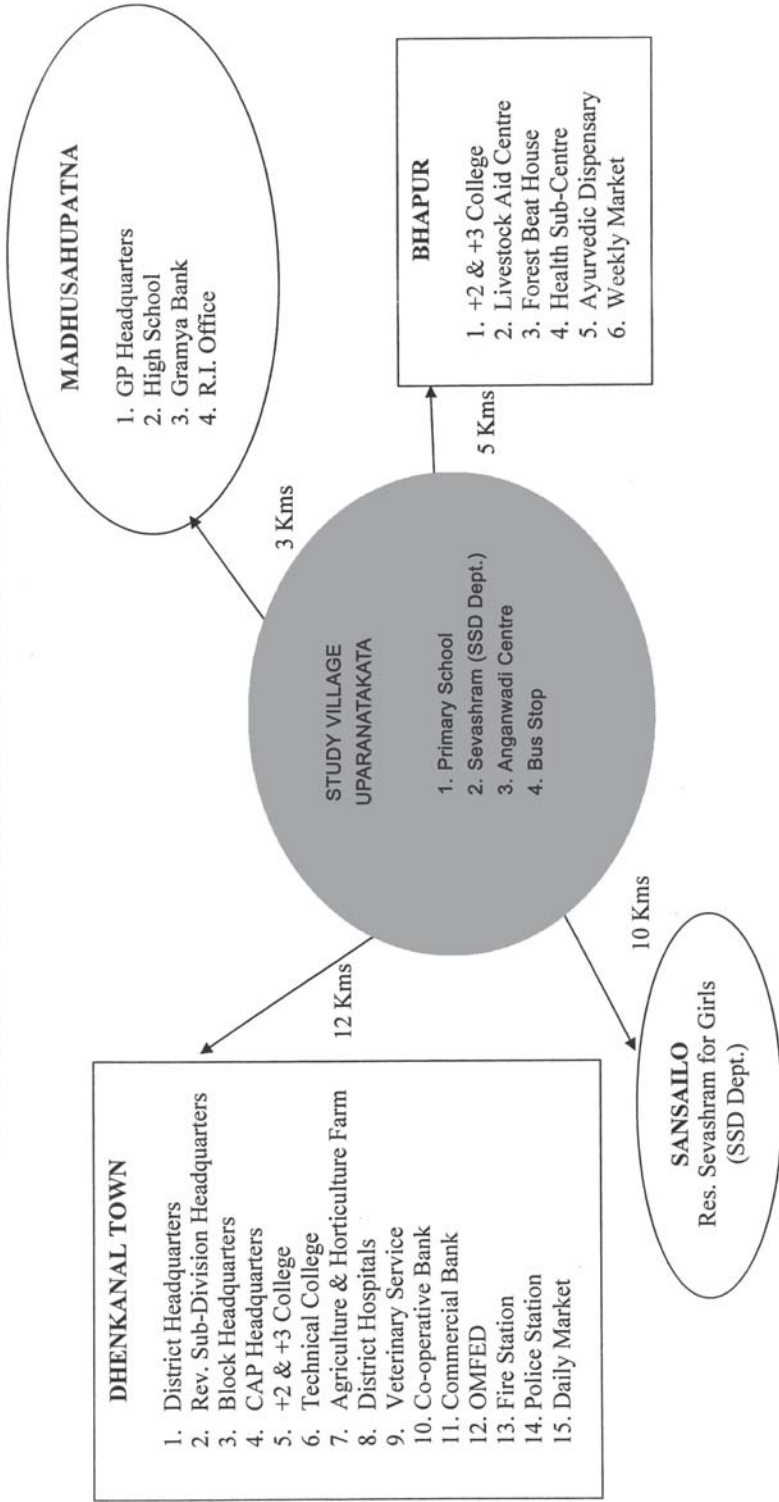 DHENKANAL TOWN
1. District Headquarters
2. Rev. Sub-Division Headquarters
3. Block Headquarters
4. CAP Headquarters
5. +2 & +3 College
6. Technical College
7. Agriculture & Horticulture Farm
8. District Hospitals
9. Veterinary Service
10. Co-operative Bank
11. Commercial Bank
12. OMFED
13. Fire Station
14. Police Station
15. Daily Market
12 Kms
MADHUSAHUPATNA
1. GP Headquarters
2. High School
3. Gramya Bank
4. R.I. Office
3 Kms
STUDY VILLAGE
UPARANATAKATA
1. Primary School
2. Sevashram (SSD Dept.)
3. Anganwadi Centre
4. Bus Stop
SANSAILO
Res. Sevashram for Girls
(SSD Dept.)
10 Kms
BHAPUR
1. +2 & +3 College
2. Livestock Aid Centre
3. Forest Beat House
4. Health Sub-Centre
5. Ayurvedic Dispensary
6. Weekly Market
5 Kms